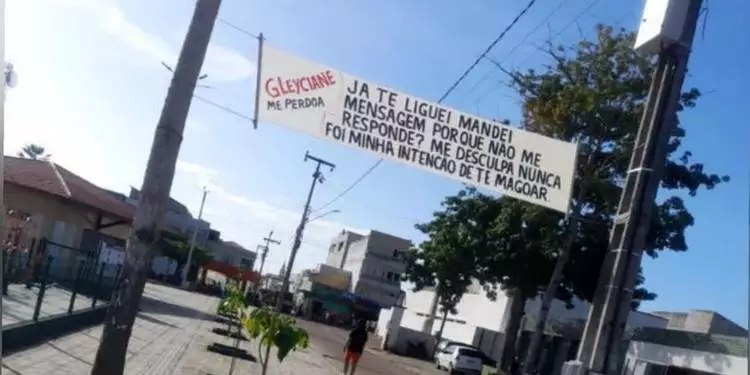 GLEYCIANE
ME PERDOA
JA TE LIGUEI MANDEI
MENSAGEM PORQUE NÃO ME
RESPONDE? ME DESCULPA NUNCA
FOI MINHA INTENCÃO DE TE MAGOAR.